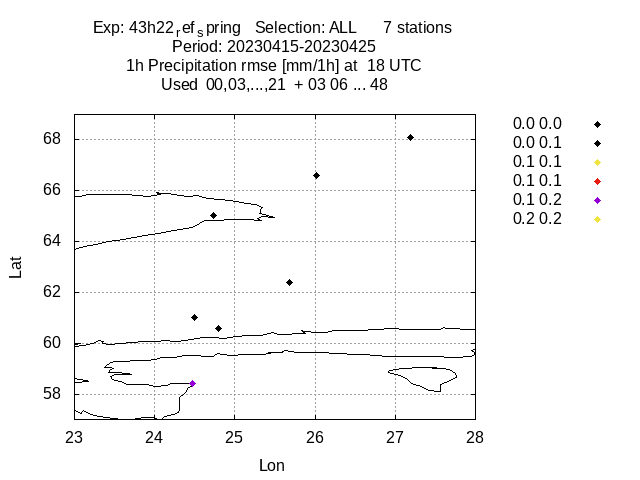 Exp: 43h22refspring   Selection: ALL      7 stations
Period: 20230415-20230425
1h Precipitation rmse [mm/1h] at  18 UTC
Used  00,03,...,21  + 03 06 ... 48
0.0 0.0
0.0 0.1
0.1 0.1
0.1 0.1
0.1 0.2
0.2 0.2
68
66
64
62
60
58
Lat
23 24 25 26 27 28
Lon